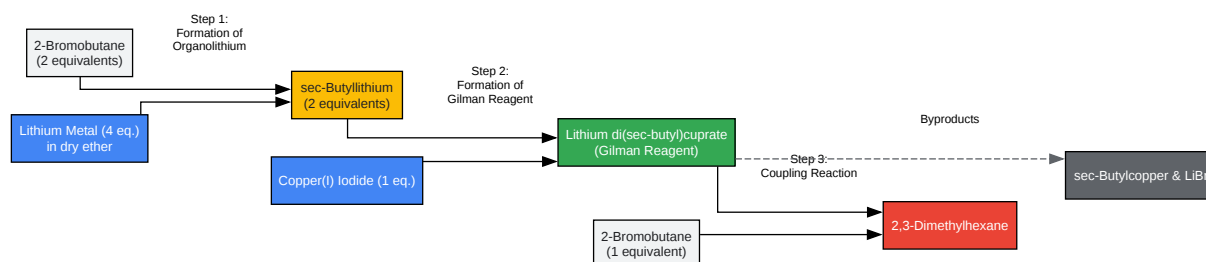 Step 1:
Formation of
Organolithium
2-Bromobutane
(2 equivalents)
Lithium Metal (4 eq.)
in dry ether
sec-Butyllithium
(2 equivalents)
Step 2:
Formation of
Gilman Reagent
Copper(I) Iodide (1 eq.)
Lithium di(sec-butyl)cuprate
(Gilman Reagent)
Byproducts
Step 3:
Coupling Reaction
sec-Butylcopper & LiBr
2-Bromobutane
(1 equivalent)
2,3-Dimethylhexane